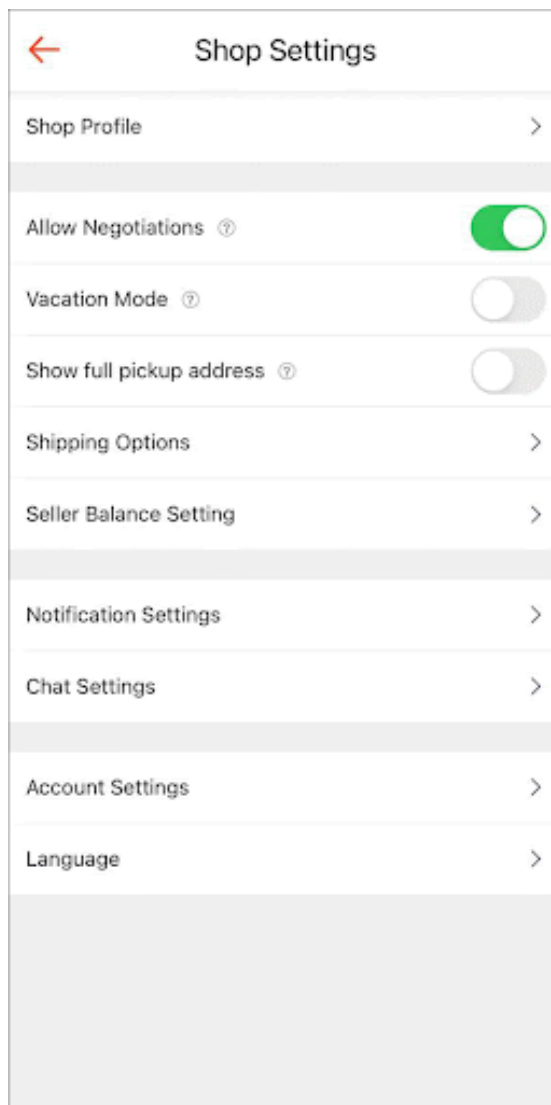 Shop Settings
Shop Profile
Allow Negotiations ?
Vacation Mode ?
Show full pickup address ?
Shipping Options
Seller Balance Setting
Notification Settings
Chat Settings
Account Settings
Language